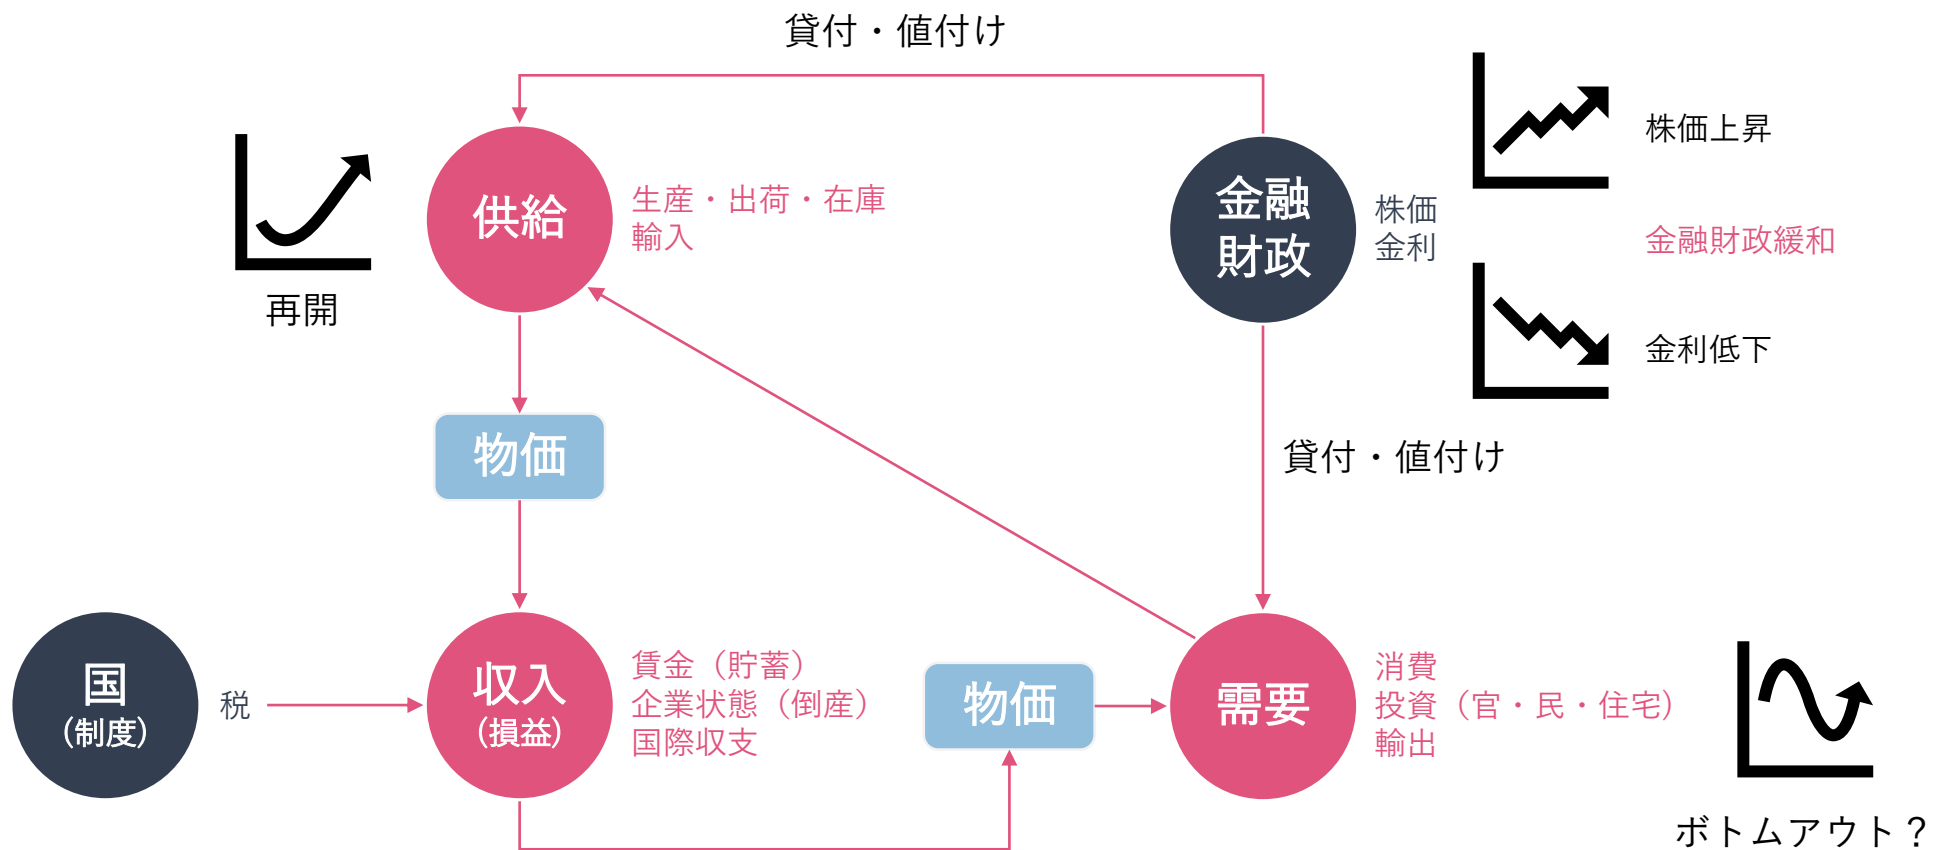 貸付・値付け
株価上昇
供給
生産・出荷・在庫
輸入
金融
財政
株価
金利
金融財政緩和
再開
金利低下
物価
貸付・値付け
国
（制度）
税
収入
（損益）
賃金（貯蓄）
企業状態（倒産）
国際収支
物価
需要
消費
投資（官・民・住宅）
輸出
ボトムアウト？